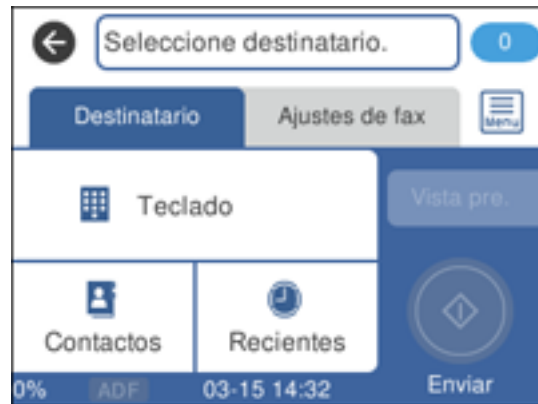 Seleccione destinatario.
0
Destinatario
Ajustes de fax
Menu
Teclado
Vista pre.
Contactos
Recientes
0%
ADF
03-15 14:32
Enviar